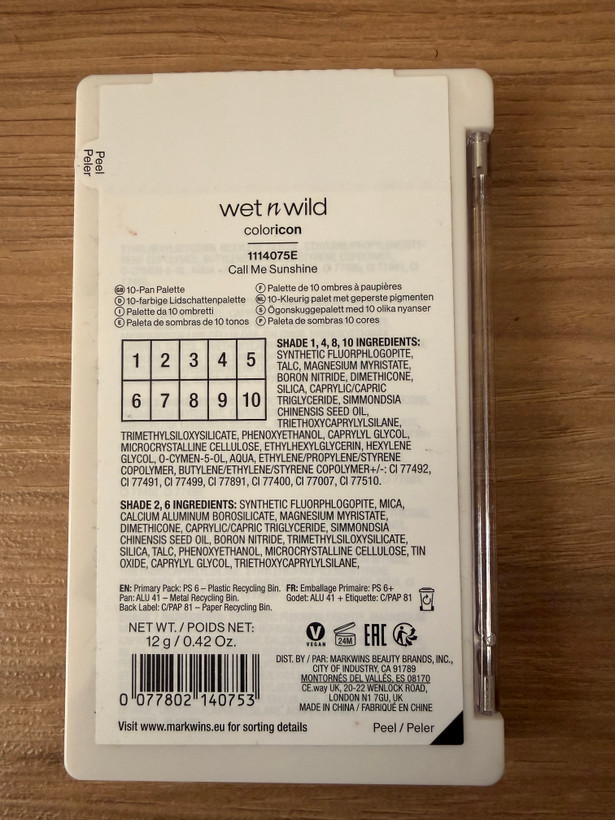 Peel
Peler
wet n wild
coloricon
1114075E
Call Me Sunshine
GB 10-Pan Palette
D 10-farbige Lidschattenpalette
I Paleta da 10 ombretti
E Paleta de sombras de 10 tonos
F Palette de 10 ombres à paupières
NL 10-Kleurig palet met geperste pigmenten
S Ögonskuggepalett med 10 olika nyanser
P Paleta de sombras 10 cores
1 2 3 4 5
6 7 8 9 10
SHADE 1, 4, 8, 10 INGREDIENTS:
SYNTHETIC FLUORPHLOGOPITE,
TALC, MAGNESIUM MYRISTATE,
BORON NITRIDE, DIMETHICONE,
SILICA, CAPRYLIC/CAPRIC
TRIGLYCERIDE, SIMMONDSIA
CHINENSIS SEED OIL,
TRIETHOXYCAPRYLYLSILANE,
TRIMETHYLSILOXYSILICATE, PHENOXYETHANOL, CAPRYLYL GLYCOL,
MICROCRYSTALLINE CELLULOSE, ETHYLHEXYLGLYCERIN, HEXYLENE
GLYCOL, O-CYMEN-5-OL, AQUA, ETHYLENE/PROPYLENE/STYRENE
COPOLYMER, BUTYLENE/ETHYLENE/STYRENE COPOLYMER+/-: CI 77492,
CI 77491, CI 77499, CI 77891, CI 77400, CI 77007, CI 77510.
SHADE 2, 6 INGREDIENTS: SYNTHETIC FLUORPHLOGOPITE, MICA,
CALCIUM ALUMINUM BOROSILICATE, MAGNESIUM MYRISTATE,
DIMETHICONE, CAPRYLIC/CAPRIC TRIGLYCERIDE, SIMMONDSIA
CHINENSIS SEED OIL, BORON NITRIDE, TRIMETHYLSILOXYSILICATE,
SILICA, TALC, PHENOXYETHANOL, MICROCRYSTALLINE CELLULOSE, TIN
OXIDE, CAPRYLYL GLYCOL, TRIETHOXYCAPRYLYLSILANE,
EN: Primary Pack: PS 6 – Plastic Recycling Bin.
Pan: ALU 41 – Metal Recycling Bin.
Back Label: C/PAP 81 – Paper Recycling Bin.
FR: Emballage Primaire: PS 6+
Godet: ALU 41 + Etiquette: C/PAP 81
NET WT. / POIDS NET:
12 g / 0.42 Oz.
VEGAN
24M
EAC
DIST. BY / PAR: MARKWINS BEAUTY BRANDS, INC.,
CITY OF INDUSTRY, CA 91789
MONTORNÉS DEL VALLÉS, ES 08170
CE.way UK, 20-22 WENLOCK ROAD,
LONDON N1 7GU, UK
MADE IN CHINA / FABRIQUÉ EN CHINE
0 077802 140753
Visit www.markwins.eu for sorting details
Peel / Peler